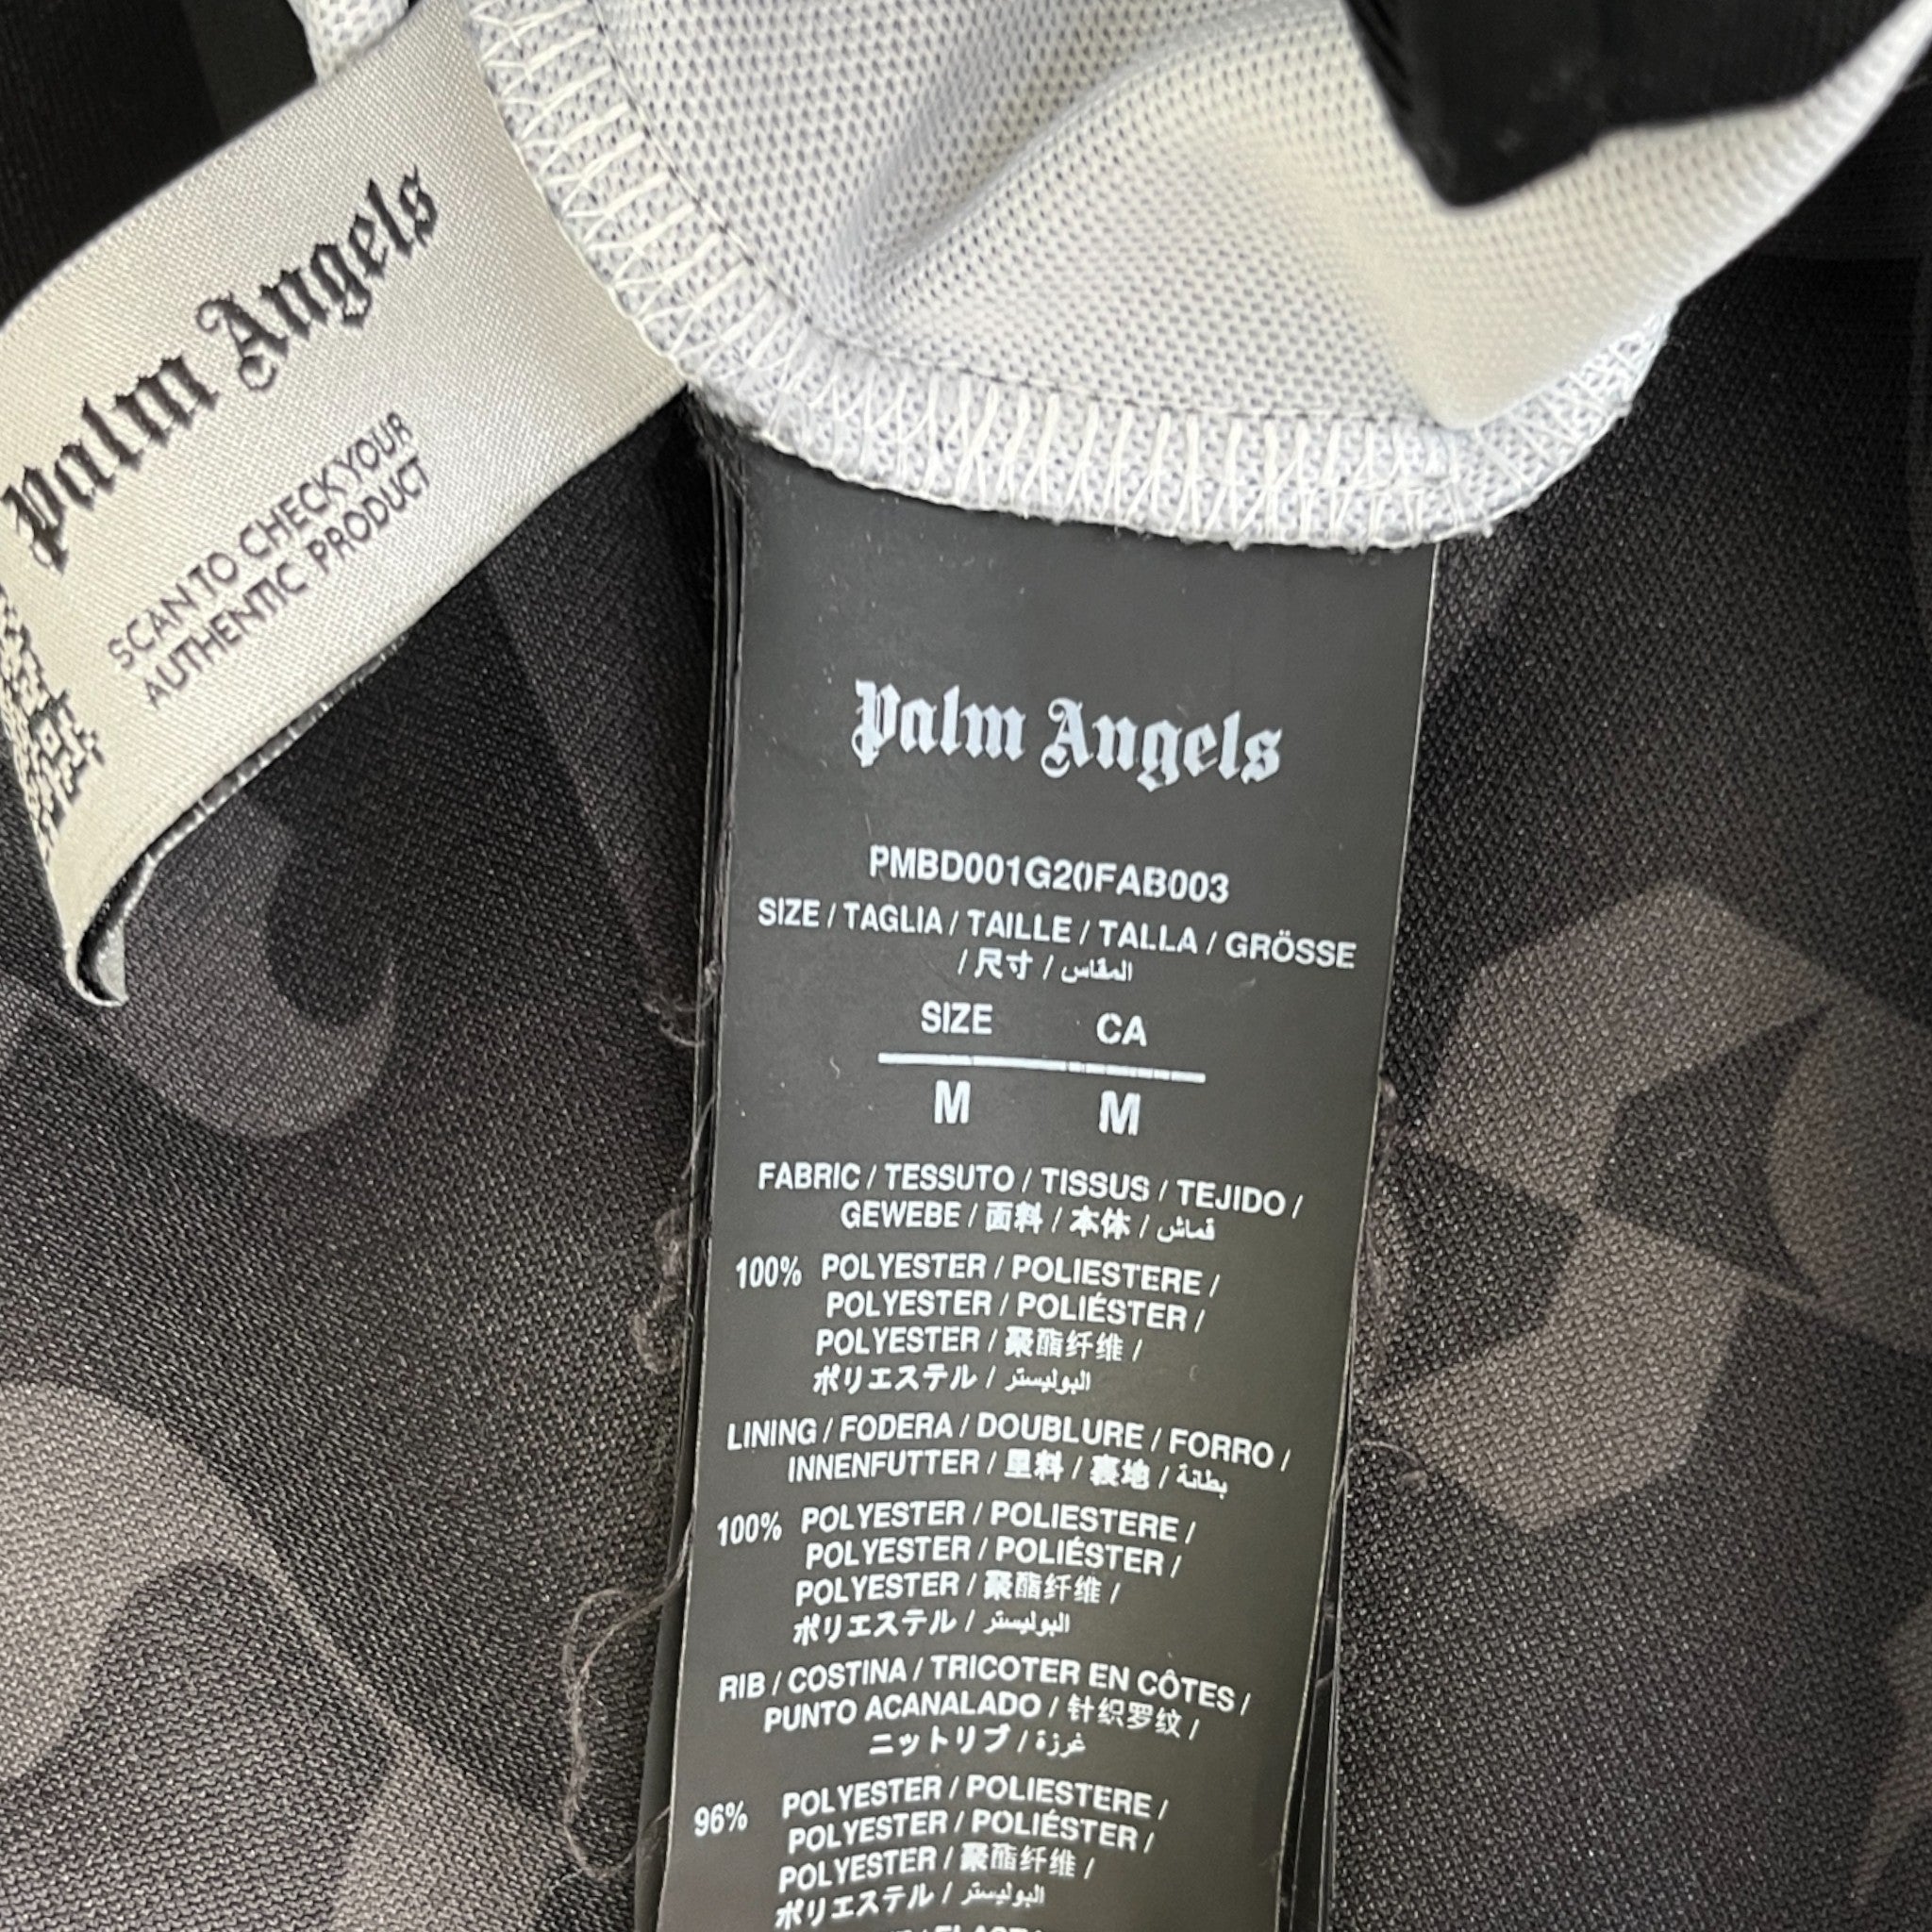 Palm Angels
SCAN TO CHECK YOUR
AUTHENTIC PRODUCT
Palm Angels
PMBD001G20FAB003
SIZE / TAGLIA / TAILLE / TALLA / GRÖSSE
/ 尺寸 / المقاس
SIZE CA
M M
FABRIC / TESSUTO / TISSUS / TEJIDO /
GEWEBE / 面料 / 本体 / قماش
100% POLYESTER / POLIESTERE /
POLYESTER / POLIÉSTER /
POLYESTER / 聚酯纤维 /
ポリエステル / البوليستر
LINING / FODERA / DOUBLURE / FORRO /
INNENFUTTER / 里料 / 裏地 / بطانة
100% POLYESTER / POLIESTERE /
POLYESTER / POLIÉSTER /
POLYESTER / 聚酯纤维 /
ポリエステル / البوليستر
RIB / COSTINA / TRICOTER EN CÔTES /
PUNTO ACANALADO / 针织罗纹 /
ニットリブ / غرزة
96% POLYESTER / POLIESTERE /
POLYESTER / POLIÉSTER /
POLYESTER / 聚酯纤维 /
ポリエステル / البوليستر